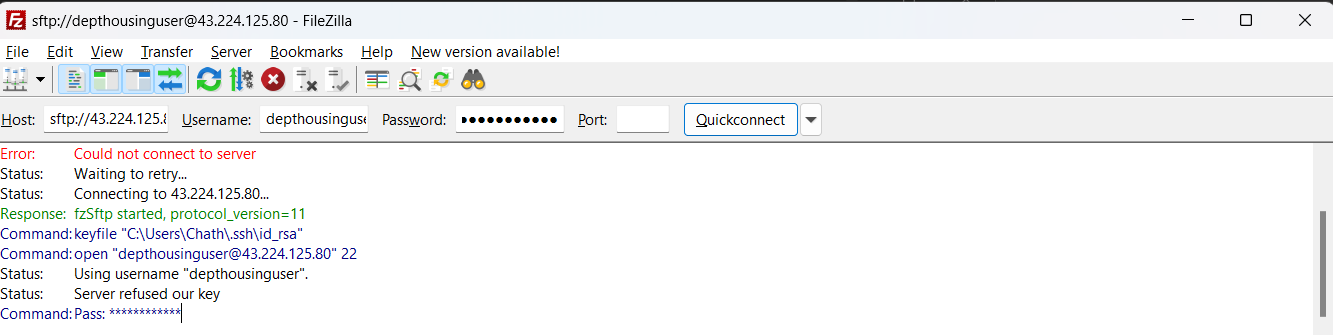 sftp://depthousinguser@43.224.125.80 - FileZilla
File Edit View Transfer Server Bookmarks Help New version available!
Host: sftp://43.224.125.8 Username: depthousinguse Password: ●●●●●●●●●●● Port: Quickconnect
Error: Could not connect to server
Status: Waiting to retry...
Status: Connecting to 43.224.125.80...
Response: fzSftp started, protocol_version=11
Command: keyfile "C:\Users\Chath\.ssh\id_rsa"
Command: open "depthousinguser@43.224.125.80" 22
Status: Using username "depthousinguser".
Status: Server refused our key
Command: Pass: ************